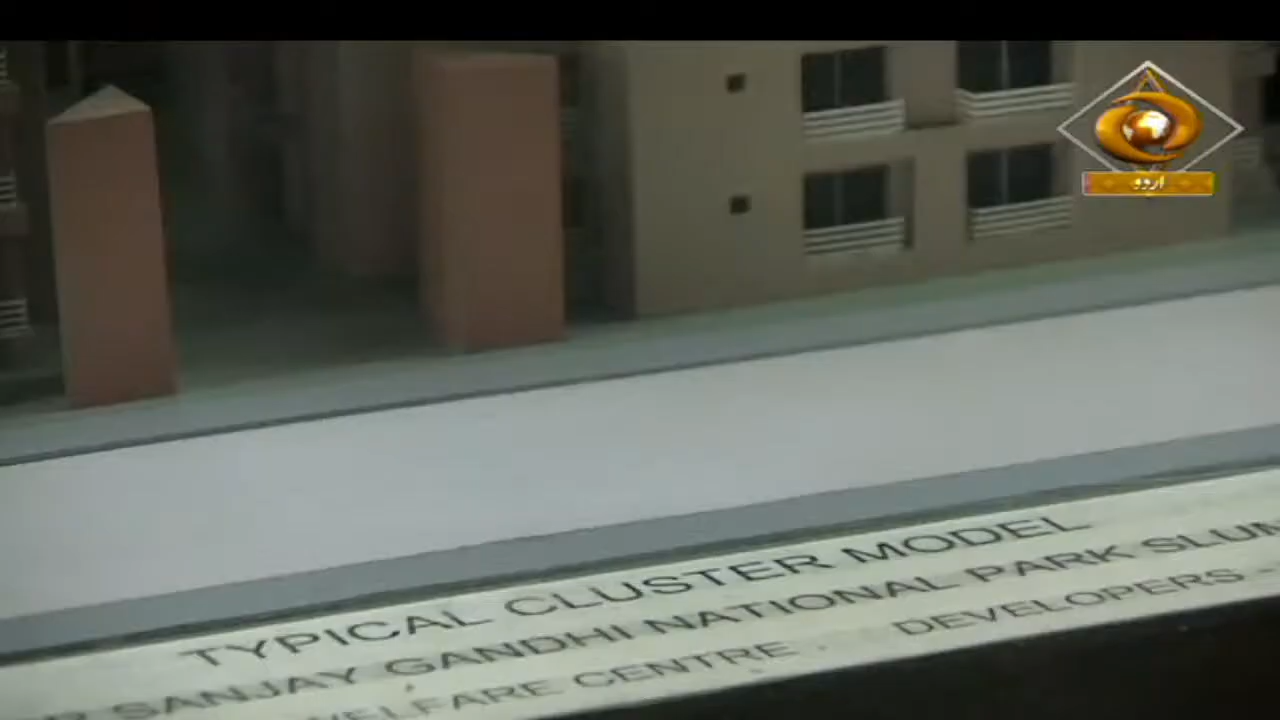 اردو
TYPICAL CLUSTER MODEL
SANJAY GANDHI NATIONAL PARK SLUM
WELFARE CENTRE . DEVELOPERS -